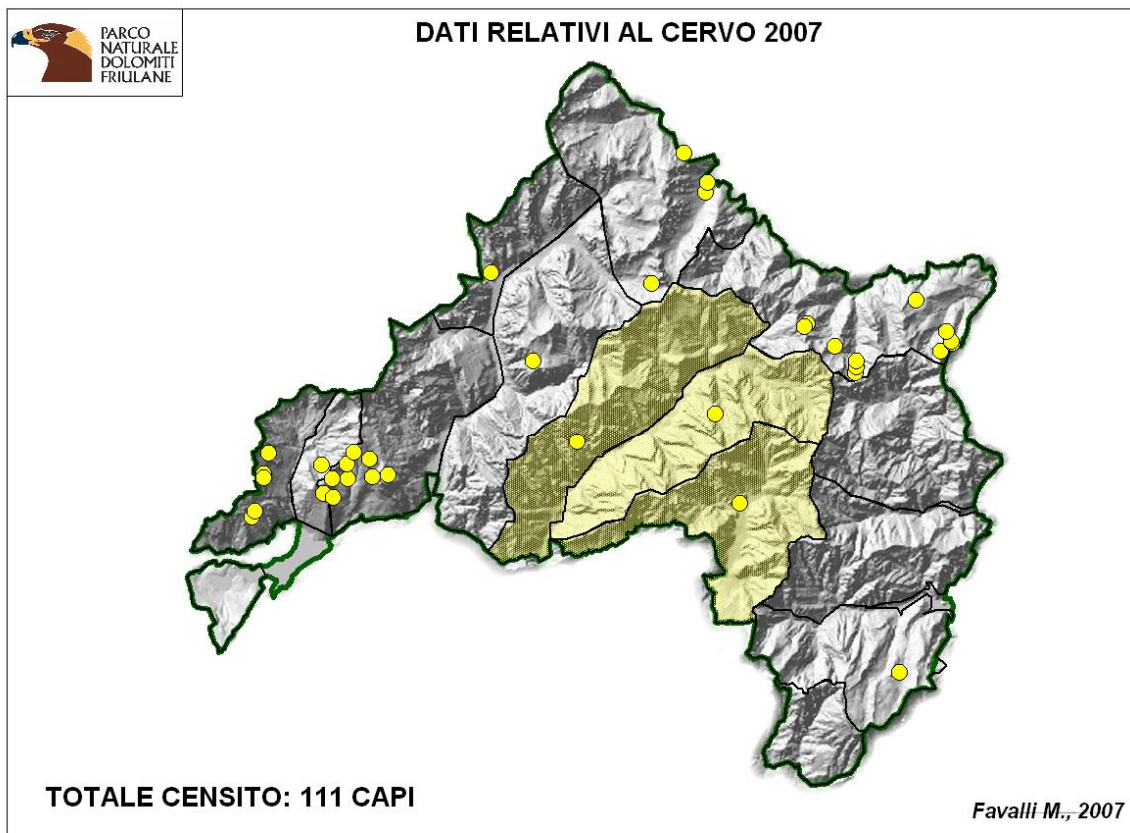 PARCO
NATURALE
DOLOMITI
FRIULANE
DATI RELATIVI AL CERVO 2007
TOTALE CENSITO: 111 CAPI
Favalli M., 2007